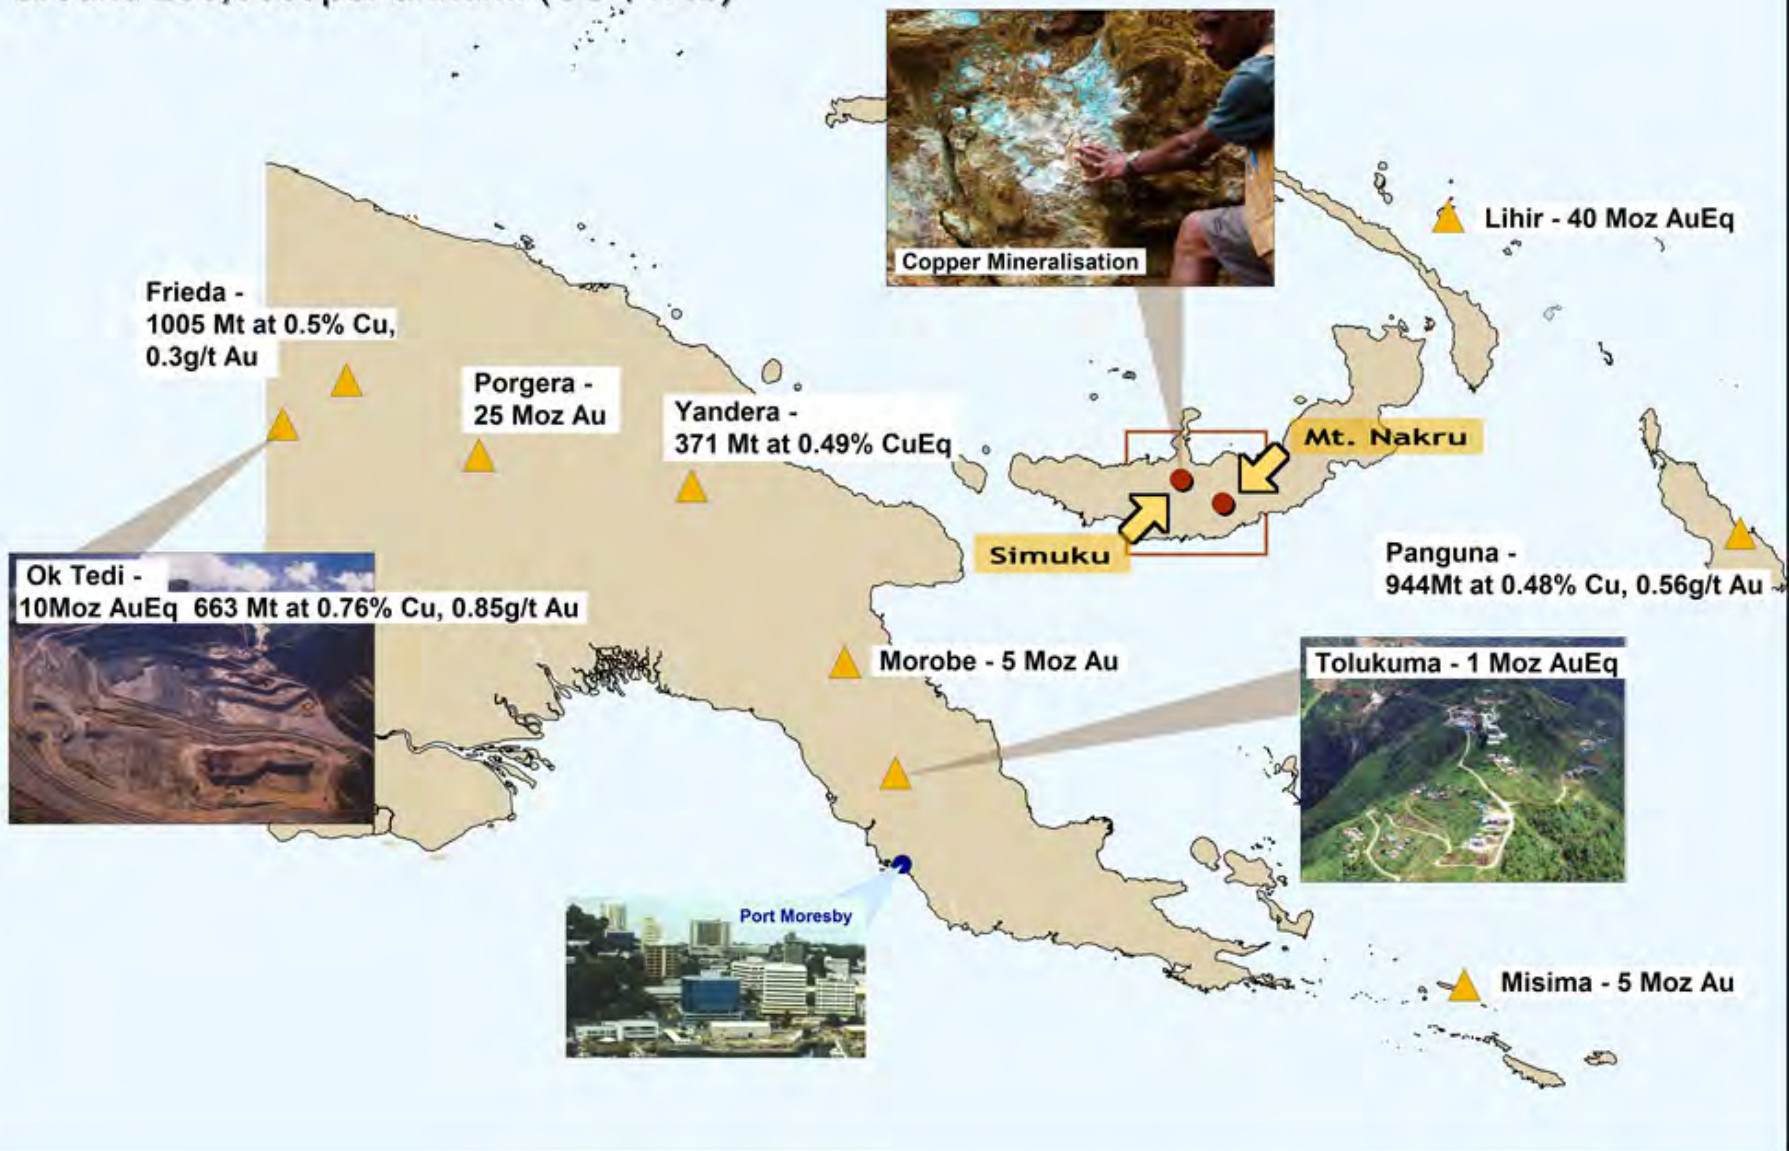 Copper Mineralisation
Lihir - 40 Moz AuEq
Frieda -
1005 Mt at 0.5% Cu,
0.3g/t Au
Porgera -
25 Moz Au
Yandera -
371 Mt at 0.49% CuEq
Mt. Nakru
Simuku
Panguna -
944Mt at 0.48% Cu, 0.56g/t Au
Ok Tedi -
10Moz AuEq 663 Mt at 0.76% Cu, 0.85g/t Au
Morobe - 5 Moz Au
Tolukuma - 1 Moz AuEq
Port Moresby
Misima - 5 Moz Au